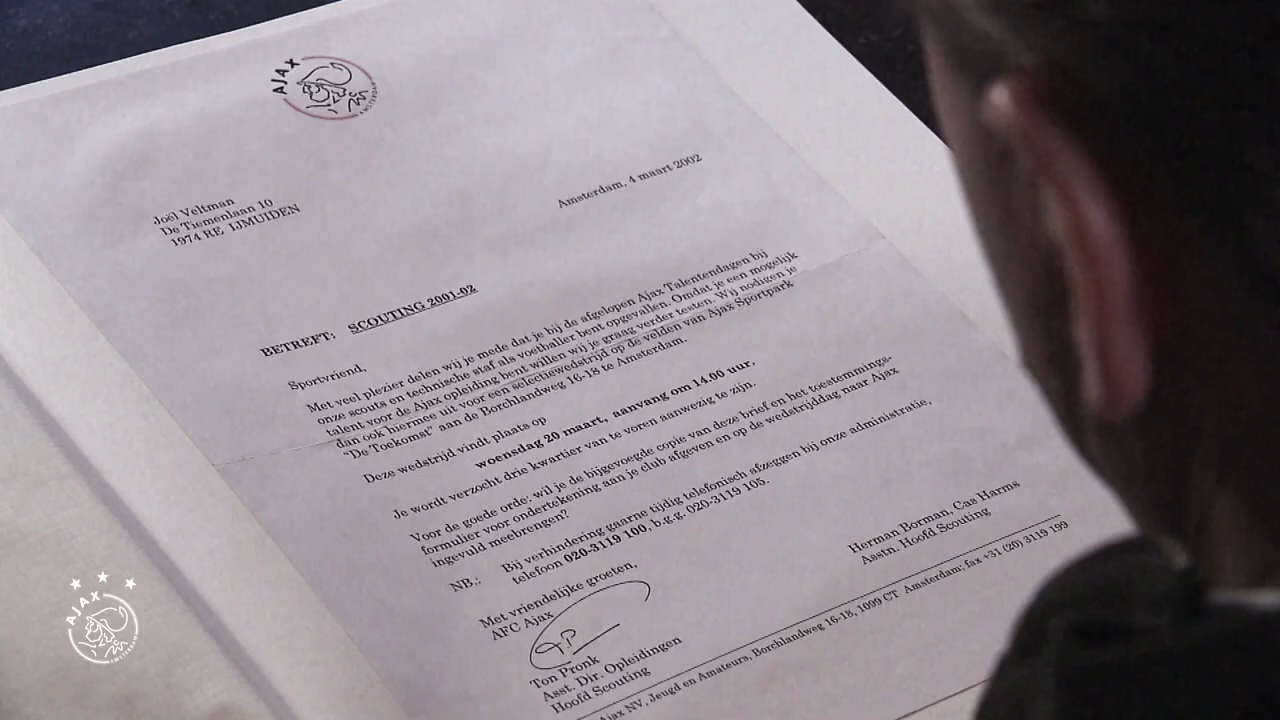 AJAX
AMSTERDAM
Amsterdam, 4 maart 2002
Joël Veltman
De Tiemenlaan 10
1974 RE IJMUIDEN
BETREFT: SCOUTING 2001-02
Sportvriend,
Met veel plezier delen wij je mede dat je bij de afgelopen Ajax Talentendagen bij
onze scouts en technische staf als voetballer bent opgevallen. Omdat je een mogelijk
talent voor de Ajax opleiding bent willen wij je graag verder testen. Wij nodigen je
dan ook hiermee uit voor een selectiewedstrijd op de velden van Ajax Sportpark
"De Toekomst" aan de Borchlandweg 16-18 te Amsterdam.
Deze wedstrijd vindt plaats op
woensdag 20 maart, aanvang om 14.00 uur,
Je wordt verzocht drie kwartier van te voren aanwezig te zijn.
Voor de goede orde: wil je de bijgevoegde copie van deze brief en het toestemmings-
formulier voor ondertekening aan je club afgeven en op de wedstrijddag naar Ajax
ingevuld meebrengen?
NB.: Bij verhindering gaarne tijdig telefonisch afzeggen bij onze administratie,
telefoon 020-3119 100, b.g.g. 020-3119 105.
Met vriendelijke groeten,
AFC Ajax
Ton Pronk
Asst. Dir. Opleidingen
Hoofd Scouting
Herman Borman, Cas Harms
Asstn. Hoofd Scouting
Ajax NV, Jeugd en Amateurs, Borchlandweg 16-18, 1099 CT Amsterdam; fax +31 (20) 3119 199
AJAX
AMSTERDAM